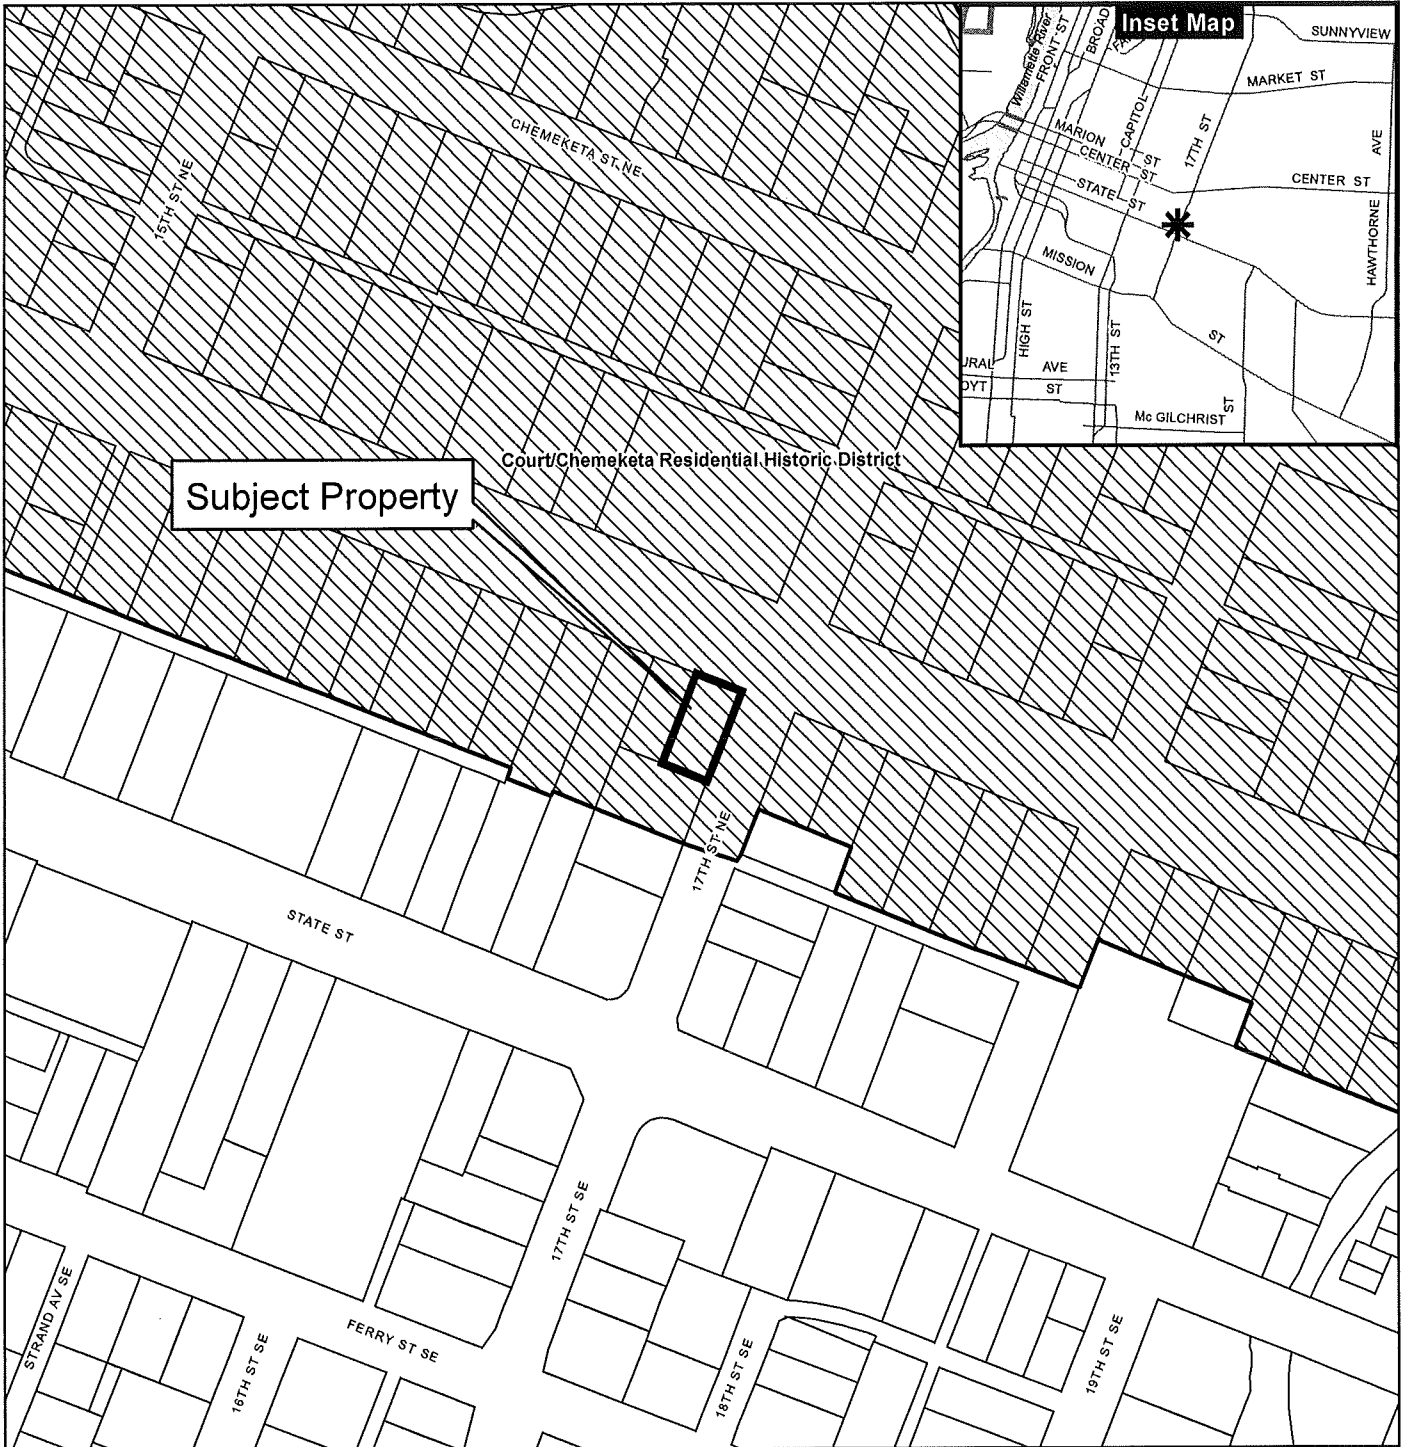 Inset Map
SUNNYVIEW
BROAD
FRONT ST
Willamette River
MARKET ST
CAPITOL
17TH ST
MARION ST
CENTER ST
CENTER ST
STATE ST
AVE
HAWTHORNE
MISSION
ST
HIGH ST
13TH ST
URAL AVE
OYT ST
Mc GILCHRIST
ST
CHEMEKETA ST NE
15TH ST NE
Court/Chemeketa Residential Historic District
Subject Property
17TH ST NE
STATE ST
17TH ST SE
STRAND AV SE
FERRY ST SE
16TH ST SE
18TH ST SE
19TH ST SE